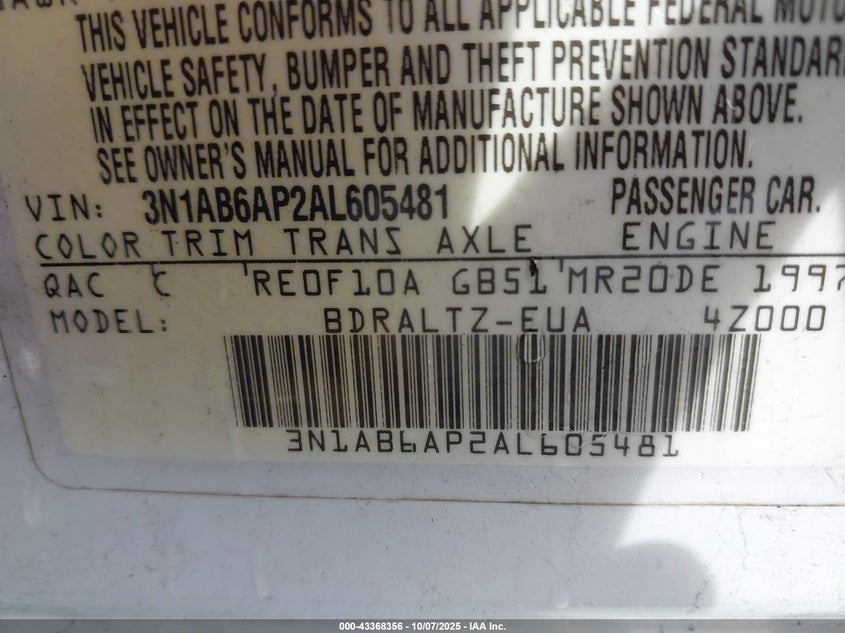 THIS VEHICLE CONFORMS TO ALL APPLICABLE FEDERAL MOTO
VEHICLE SAFETY, BUMPER AND THEFT PREVENTION STANDAR
IN EFFECT ON THE DATE OF MANUFACTURE SHOWN ABOVE.
SEE OWNER'S MANUAL FOR ADDITIONAL INFORMATION.
VIN: 3N1AB6AP2AL605481 PASSENGER CAR.
COLOR TRIM TRANS AXLE ENGINE
QAC C RE0F10A GB51 MR20DE 1997
MODEL: BDRALTZ-EUA 4Z000
3N1AB6AP2AL605481
000-43368356 - 10/07/2025 - IAA Inc.